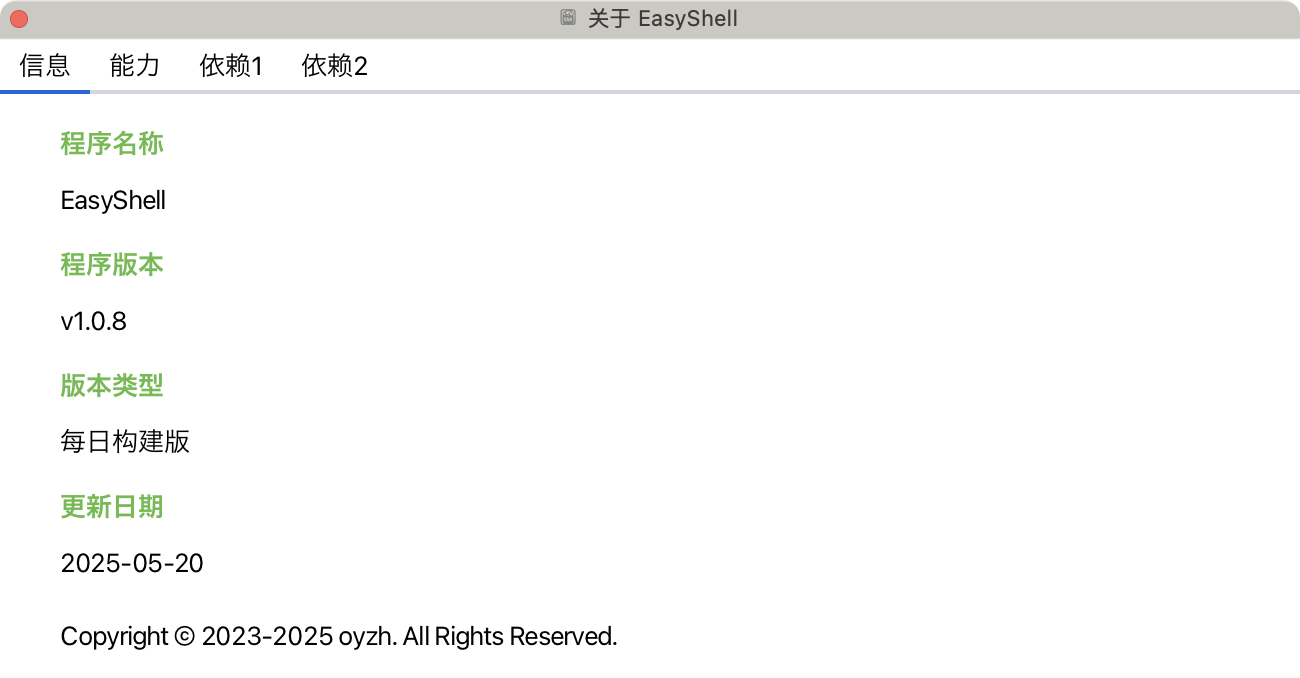 关于 EasyShell
信息 能力 依赖1 依赖2
程序名称
EasyShell
程序版本
v1.0.8
版本类型
每日构建版
更新日期
2025-05-20
Copyright © 2023-2025 oyzh. All Rights Reserved.